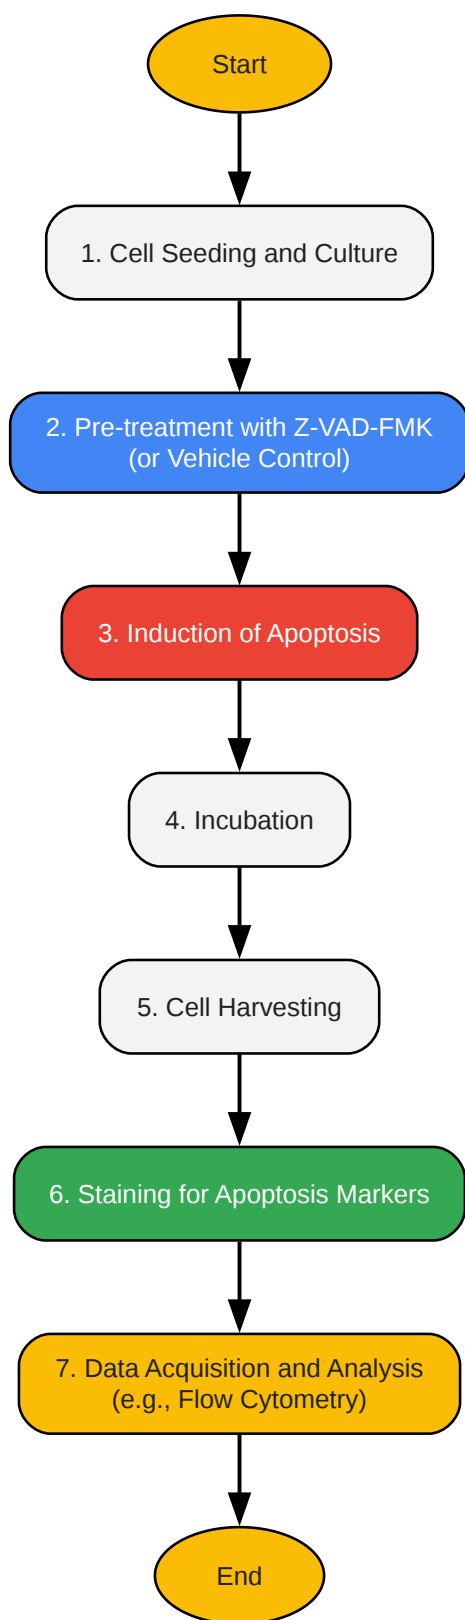 Start
1. Cell Seeding and Culture
2. Pre-treatment with Z-VAD-FMK
(or Vehicle Control)
3. Induction of Apoptosis
4. Incubation
5. Cell Harvesting
6. Staining for Apoptosis Markers
7. Data Acquisition and Analysis
(e.g., Flow Cytometry)
End